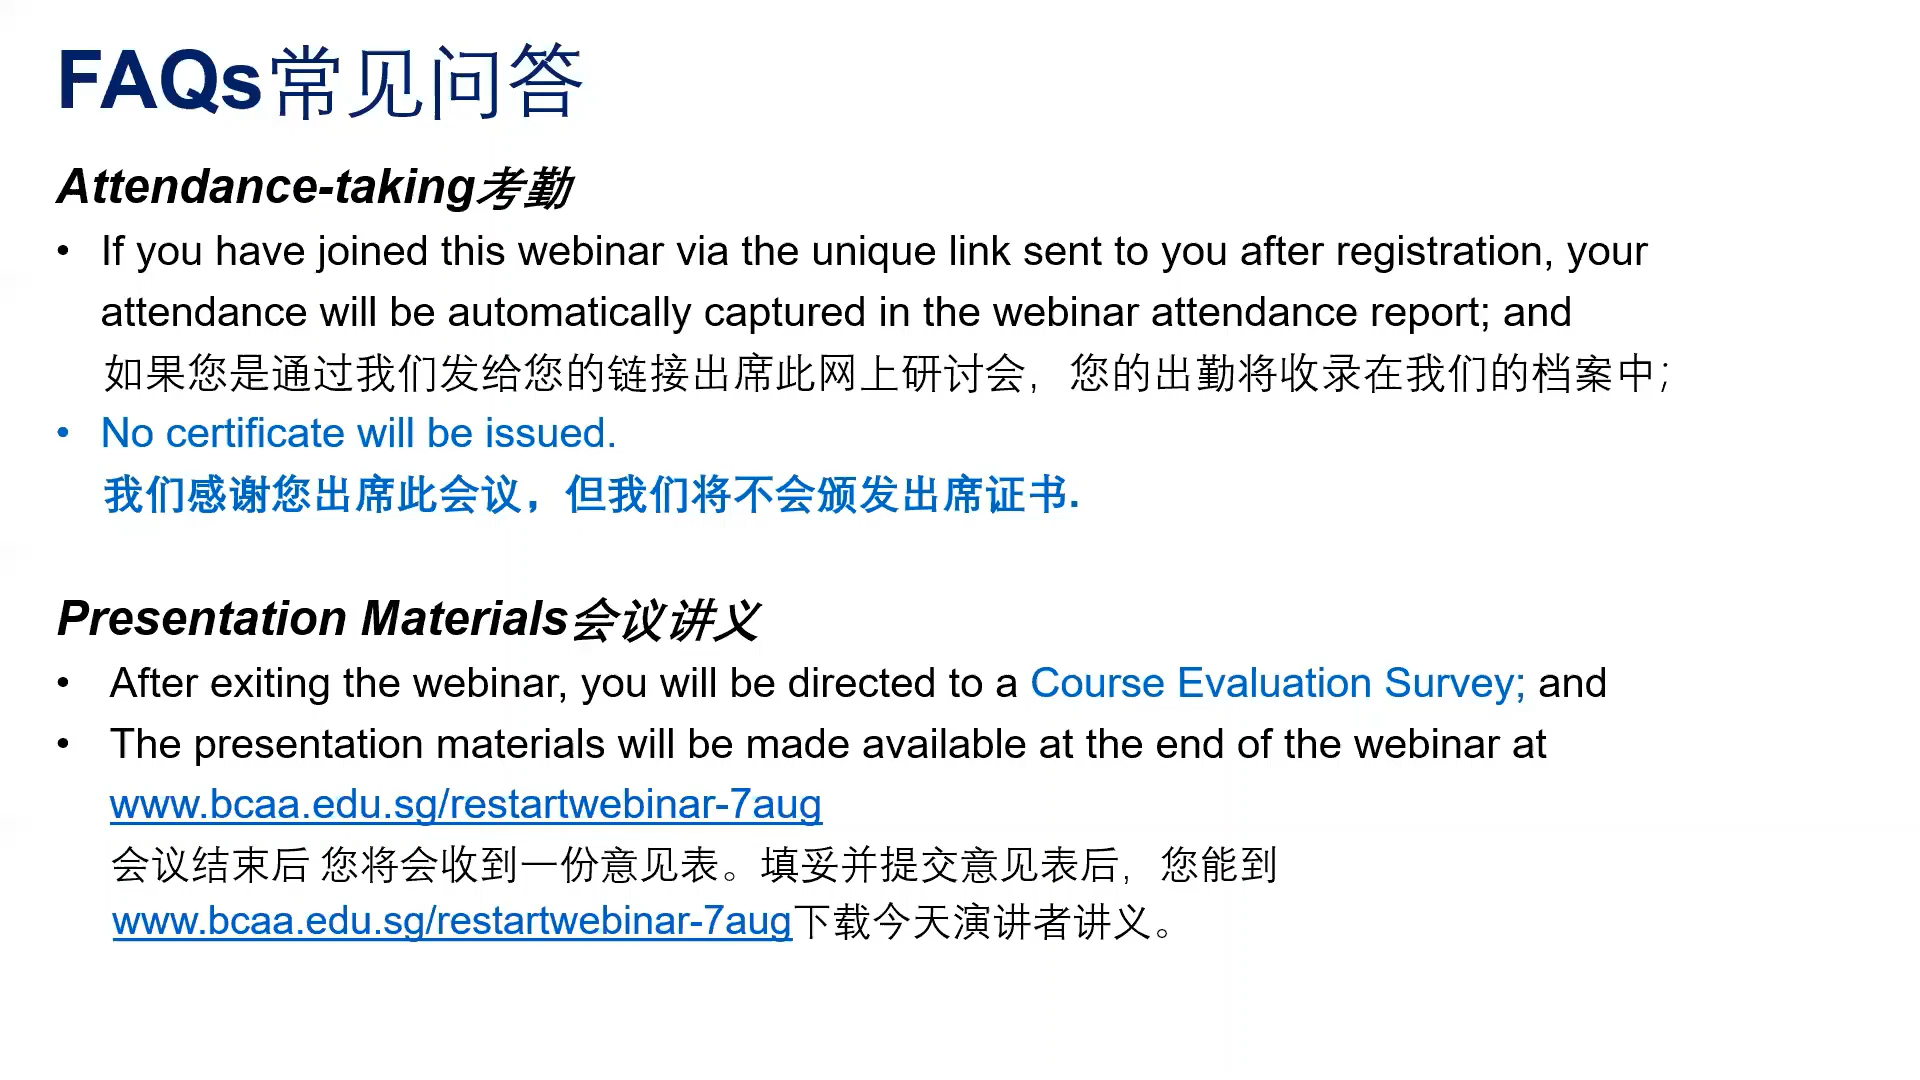 FAQs常见问答
Attendance-taking考勤
• If you have joined this webinar via the unique link sent to you after registration, your
attendance will be automatically captured in the webinar attendance report; and
如果您是通过我们发给您的链接出席此网上研讨会，您的出勤将收录在我们的档案中；
• No certificate will be issued.
我们感谢您出席此会议，但我们将不会颁发出席证书.
Presentation Materials会议讲义
• After exiting the webinar, you will be directed to a Course Evaluation Survey; and
• The presentation materials will be made available at the end of the webinar at
www.bcaa.edu.sg/restartwebinar-7aug
会议结束后 您将会收到一份意见表。填妥并提交意见表后，您能到
www.bcaa.edu.sg/restartwebinar-7aug下载今天演讲者讲义。